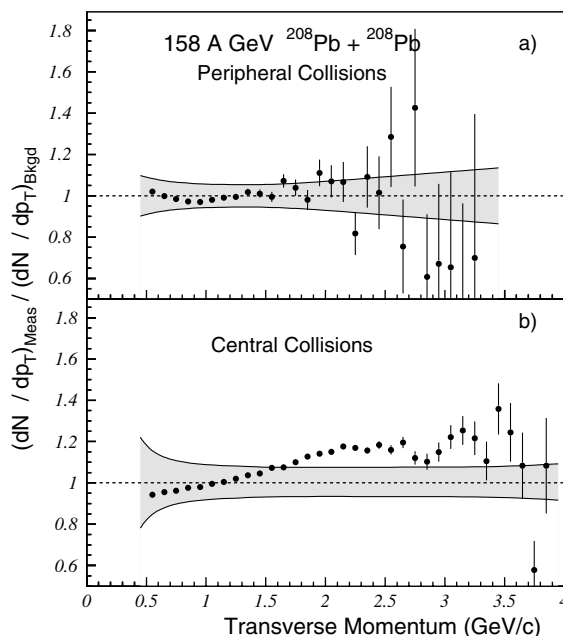 158 A GeV ²⁰⁸Pb + ²⁰⁸Pb
a)
Peripheral Collisions
1.8
1.6
1.4
1.2
1
0.8
0.6
b)
Central Collisions
1.8
1.6
1.4
1.2
1
0.8
0.6
(dN / dp_T)_Meas / (dN / dp_T)_Bkgd
0 0.5 1 1.5 2 2.5 3 3.5 4
Transverse Momentum (GeV/c)